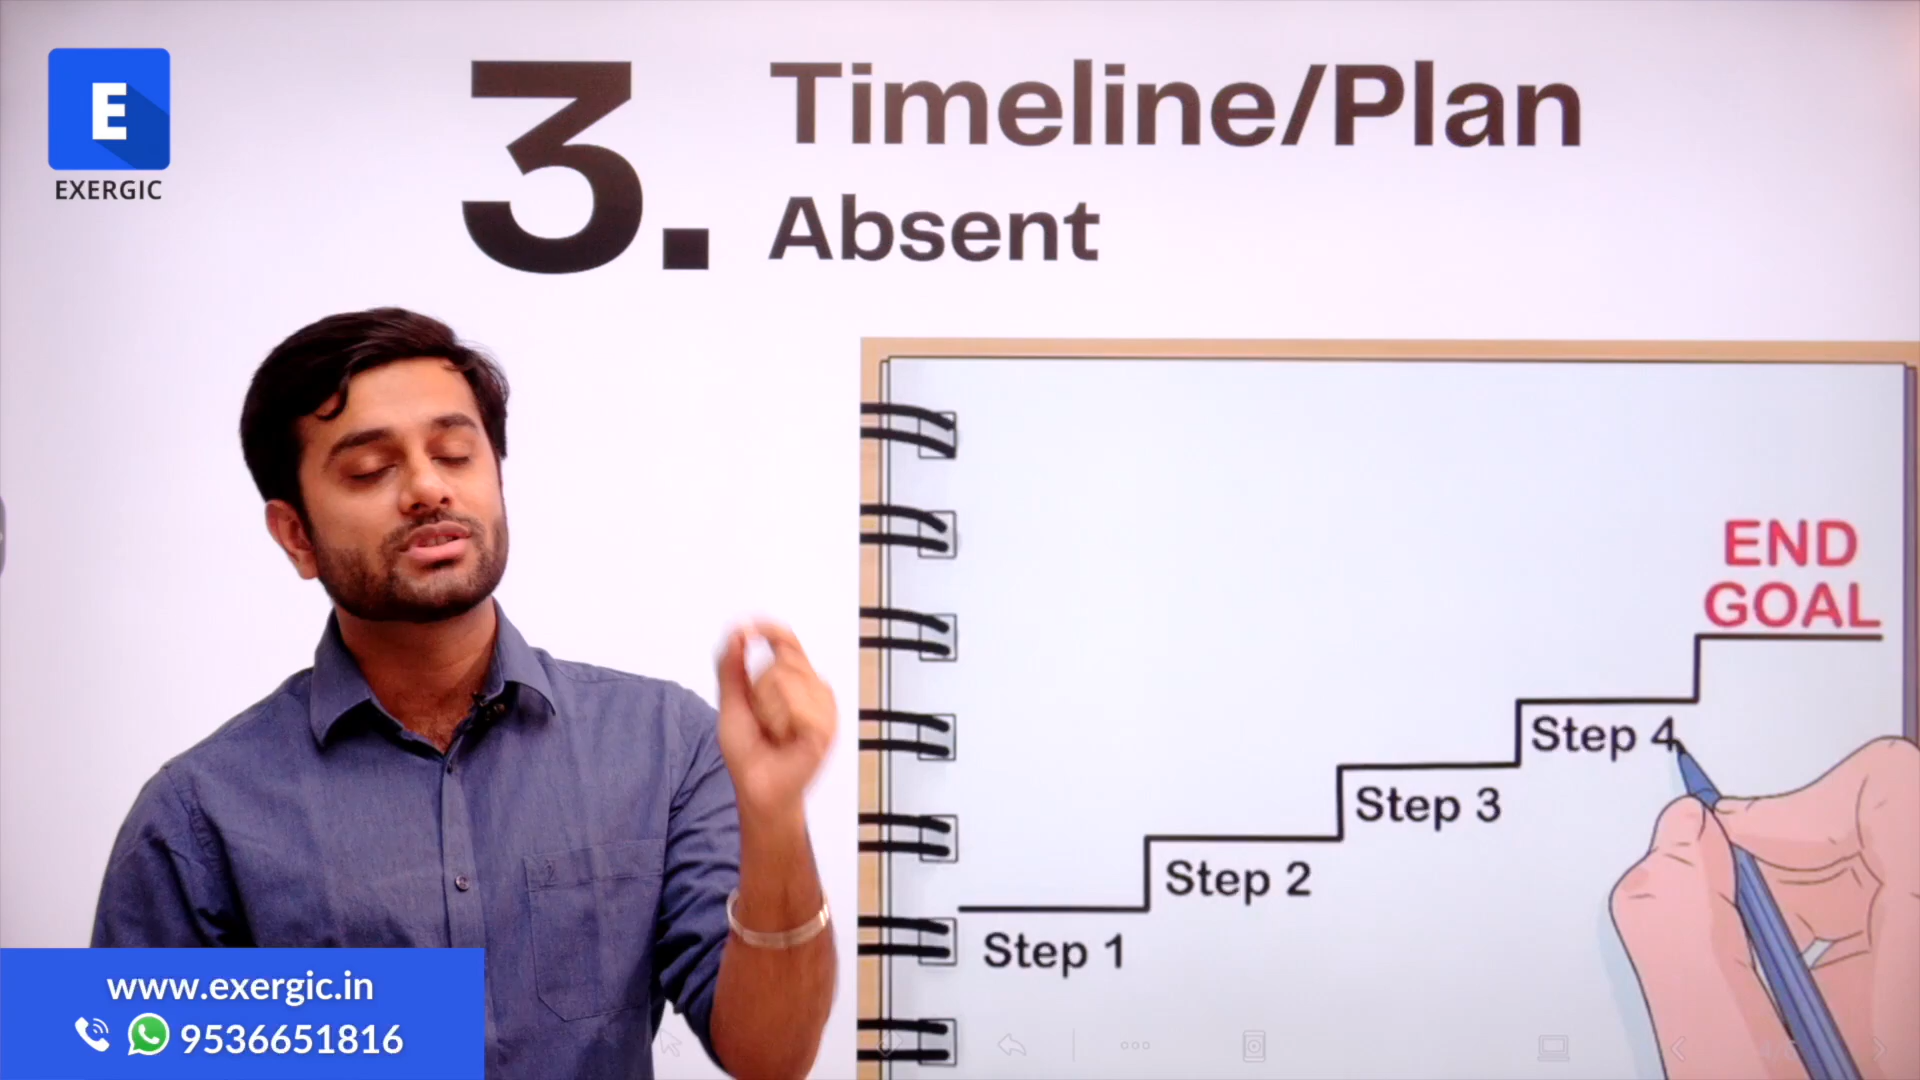 E
EXERGIC
3. Timeline/Plan
Absent
END
GOAL
Step 4
Step 3
Step 2
Step 1
www.exergic.in
9536651816